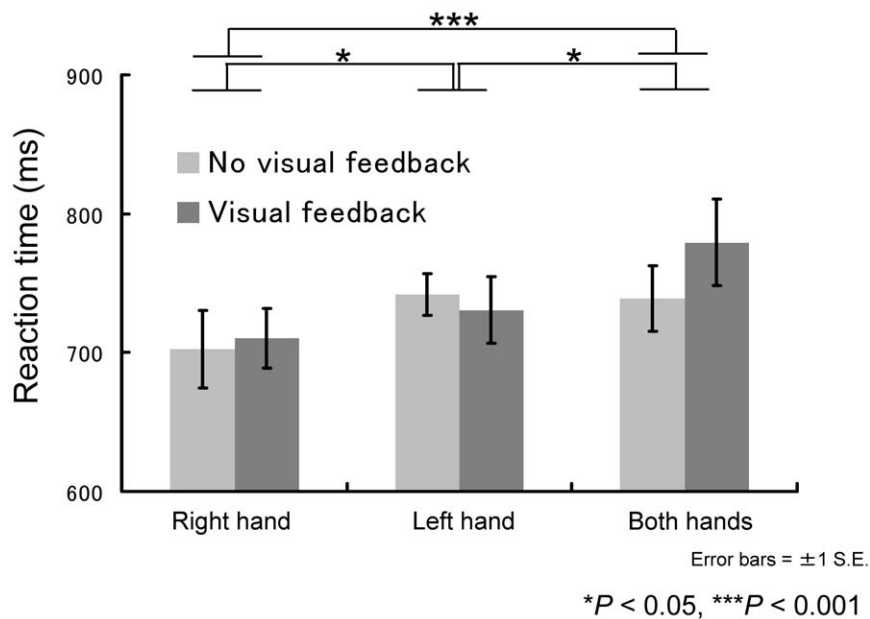 ***
* *
900
No visual feedback
Visual feedback
800
700
600
Reaction time (ms)
Right hand Left hand Both hands
Error bars = ±1 S.E.
*P < 0.05, ***P < 0.001